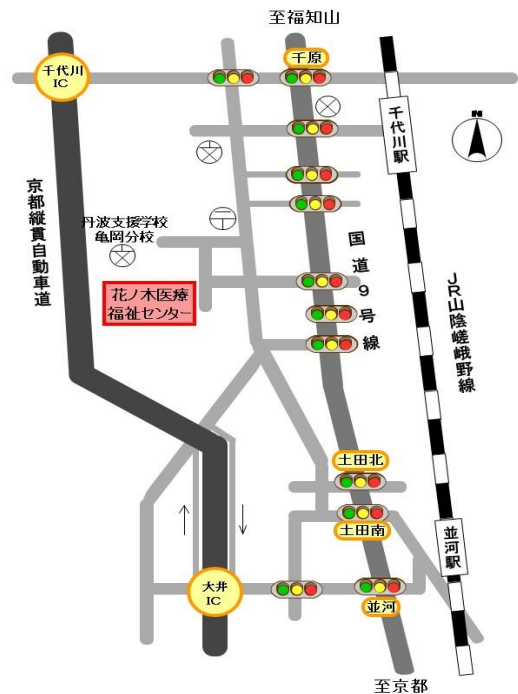 至福知山
千代川
IC
千原
千代川駅
京都縦貫自動車道
丹波支援学校
亀岡分校
国道9号線
花ノ木医療
福祉センター
JR山陰嵯峨野線
土田北
土田南
並河駅
大井
IC
並河
至京都